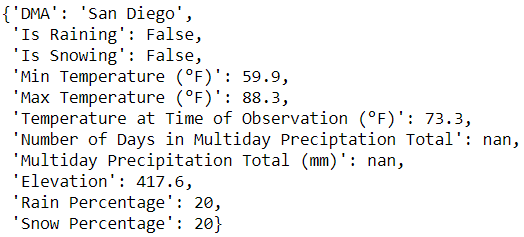 {'DMA': 'San Diego',
'Is Raining': False,
'Is Snowing': False,
'Min Temperature (°F)': 59.9,
'Max Temperature (°F)': 88.3,
'Temperature at Time of Observation (°F)': 73.3,
'Number of Days in Multiday Preciptation Total': nan,
'Multiday Precipitation Total (mm)': nan,
'Elevation': 417.6,
'Rain Percentage': 20,
'Snow Percentage': 20}